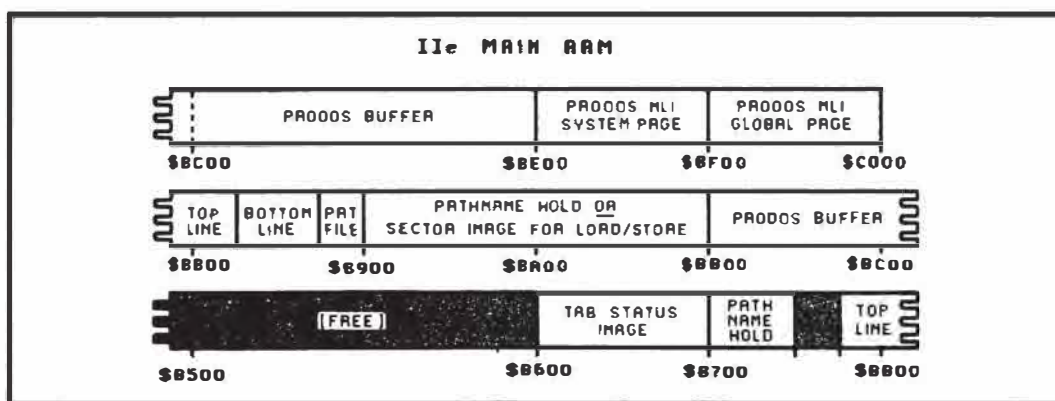 IIe MAIN RAM
PRODOS BUFFER
PRODOS MLI
SYSTEM PAGE
PRODOS MLI
GLOBAL PAGE
$BC00 $BE00 $BF00 $C000
TOP
LINE
BOTTOM
LINE
PAT
FILE
PATHNAME HOLD OR
SECTOR IMAGE FOR LOAD/STORE
PRODOS BUFFER
$B800 $B900 $BA00 $BB00 $BC00
[FREE]
TAB STATUS
IMAGE
PATH
NAME
HOLD
TOP
LINE
$B500 $B600 $B700 $B800